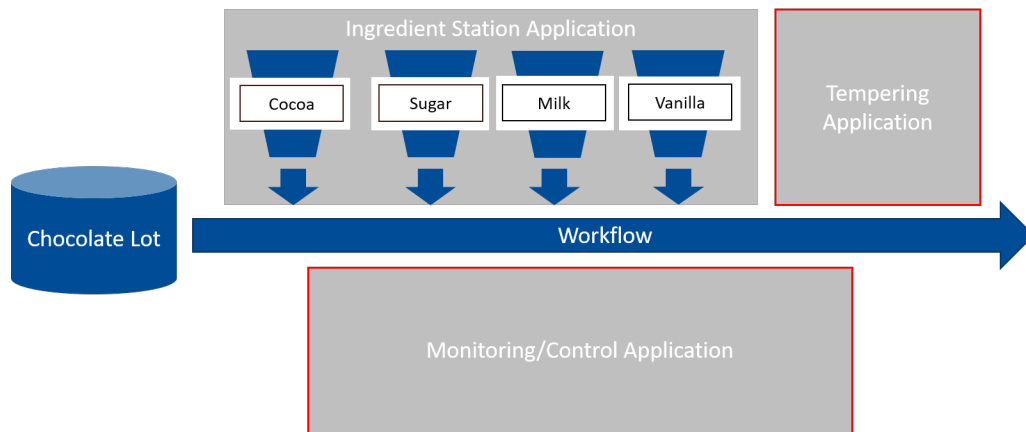 Ingredient Station Application
Cocoa
Sugar
Milk
Vanilla
Tempering
Application
Chocolate Lot
Workflow
Monitoring/Control Application